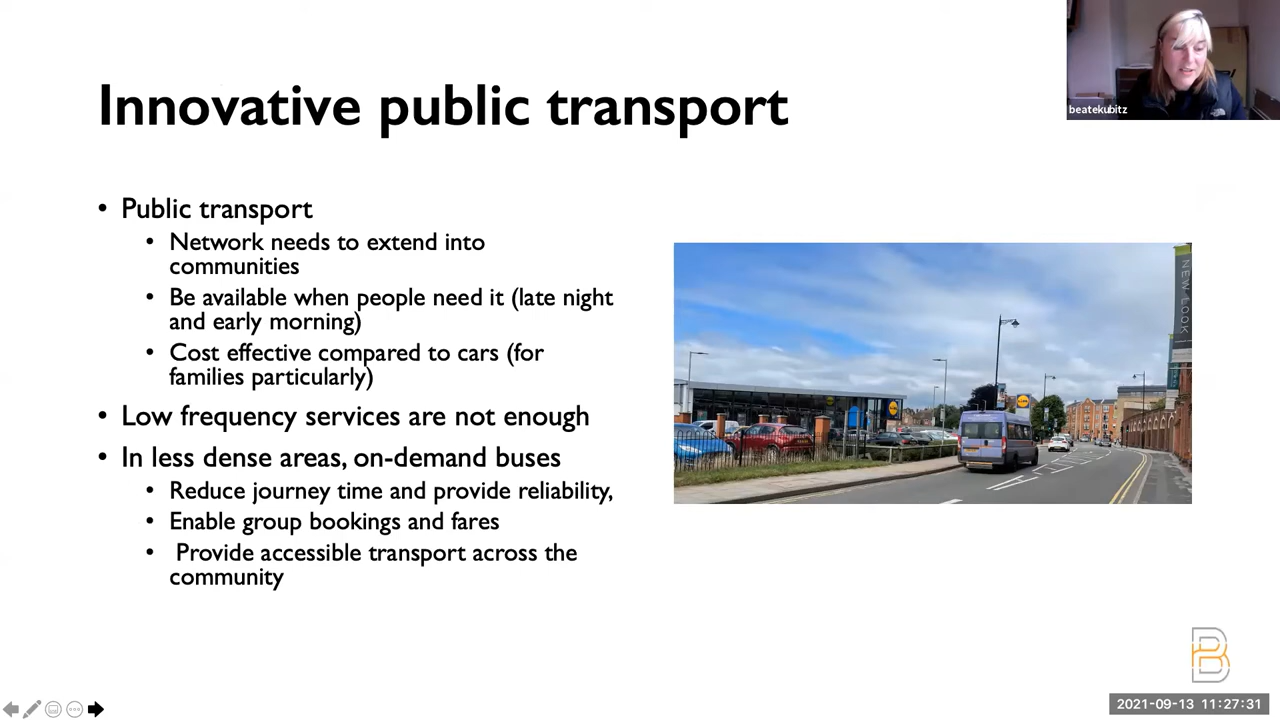 Innovative public transport
beatekubitz
• Public transport
• Network needs to extend into
communities
• Be available when people need it (late night
and early morning)
• Cost effective compared to cars (for
families particularly)
• Low frequency services are not enough
• In less dense areas, on-demand buses
• Reduce journey time and provide reliability,
• Enable group bookings and fares
• Provide accessible transport across the
community
NEW LOOK
2021-09-13 11:27:31